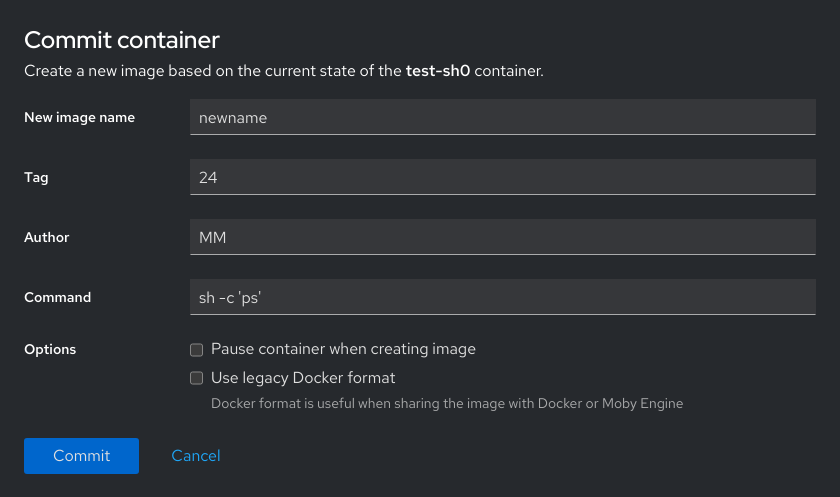 Commit container
Create a new image based on the current state of the test-sh0 container.
New image name newname
Tag 24
Author MM
Command sh -c 'ps'
Options Pause container when creating image
Use legacy Docker format
Docker format is useful when sharing the image with Docker or Moby Engine
Commit Cancel